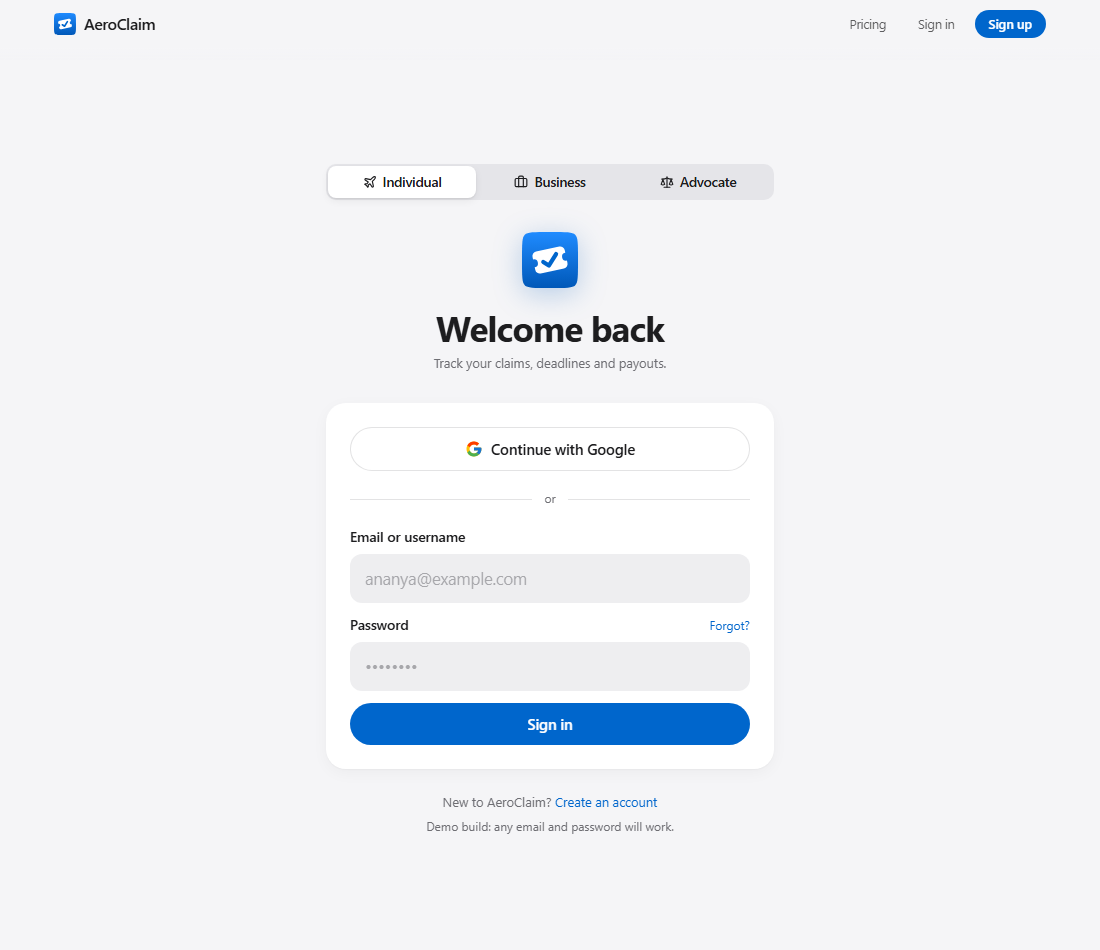 AeroClaim
Pricing
Sign in
Sign up
Individual
Business
Advocate
Welcome back
Track your claims, deadlines and payouts.
Continue with Google
or
Email or username
ananya@example.com
Password
Forgot?
••••••••
Sign in
New to AeroClaim? Create an account
Demo build: any email and password will work.